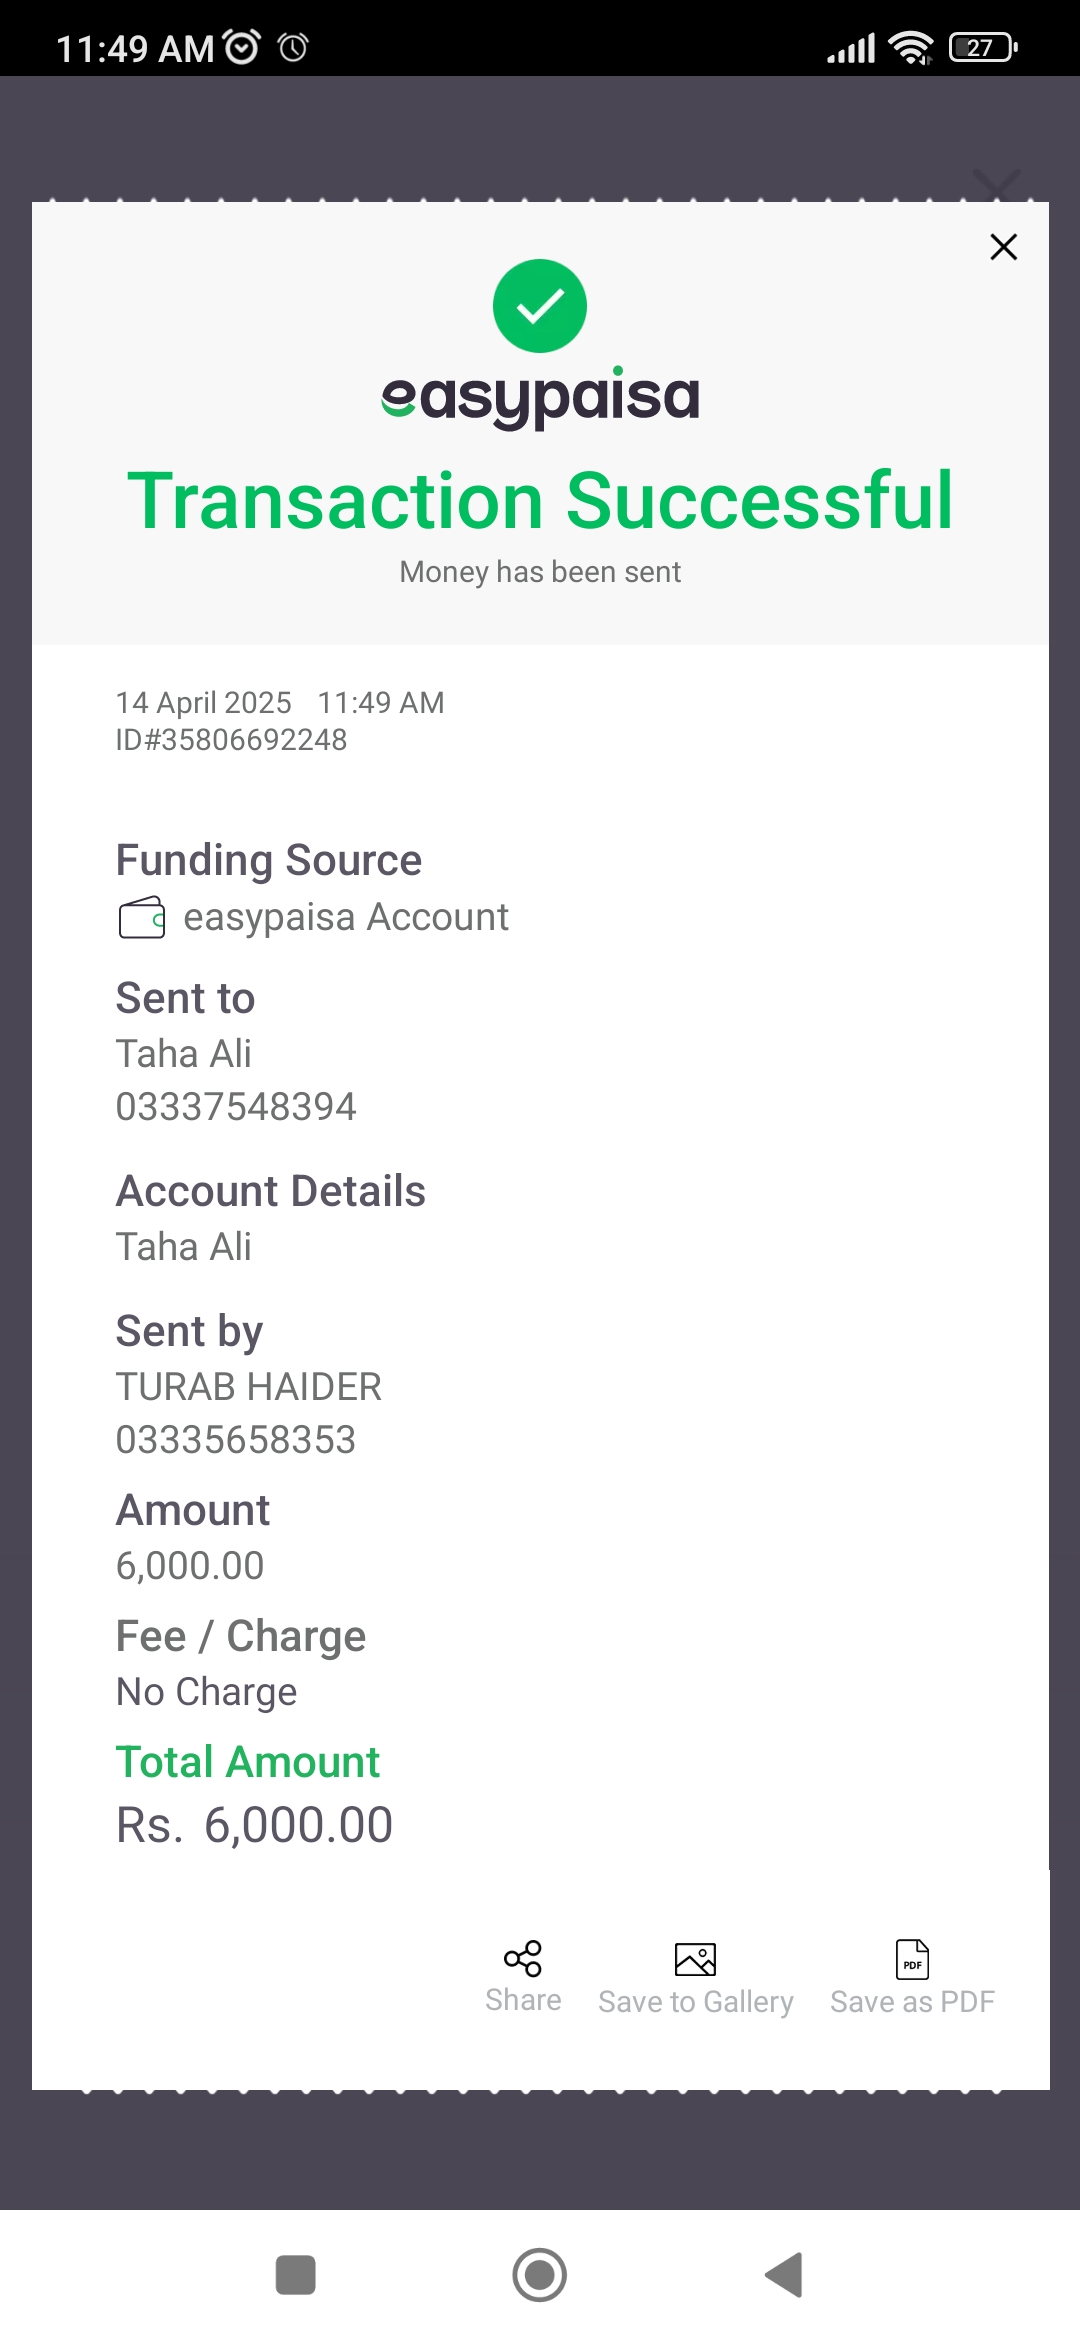 11:49 AM
27
easypaisa
Transaction Successful
Money has been sent
14 April 2025 11:49 AM
ID#35806692248
Funding Source
easypaisa Account
Sent to
Taha Ali
03337548394
Account Details
Taha Ali
Sent by
TURAB HAIDER
03335658353
Amount
6,000.00
Fee / Charge
No Charge
Total Amount
Rs. 6,000.00
PDF
Share Save to Gallery Save as PDF